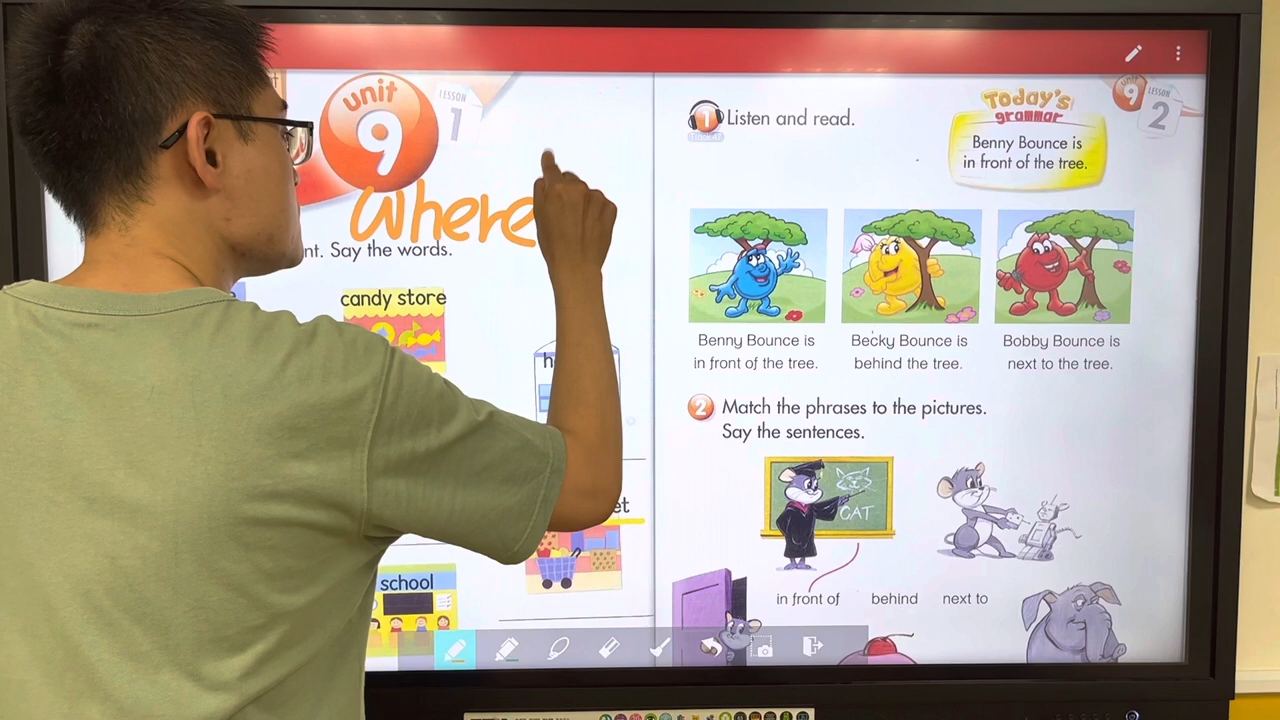 unit
9
LESSON
1
where
nt. Say the words.
candy store
school
1 Listen and read.
Today's
grammar
Benny Bounce is
in front of the tree.
unit
9
LESSON
2
Benny Bounce is
in front of the tree.
Becky Bounce is
behind the tree.
Bobby Bounce is
next to the tree.
2 Match the phrases to the pictures.
Say the sentences.
CAT
in front of behind next to